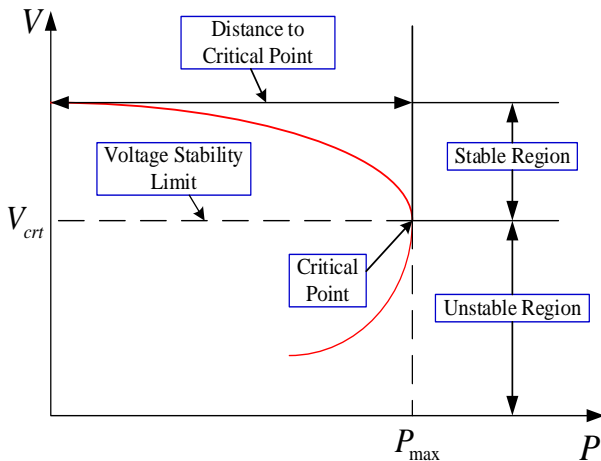 V
Distance to
Critical Point
Voltage Stability
Limit
Stable Region
V_crt
Critical
Point
Unstable Region
P_max
P